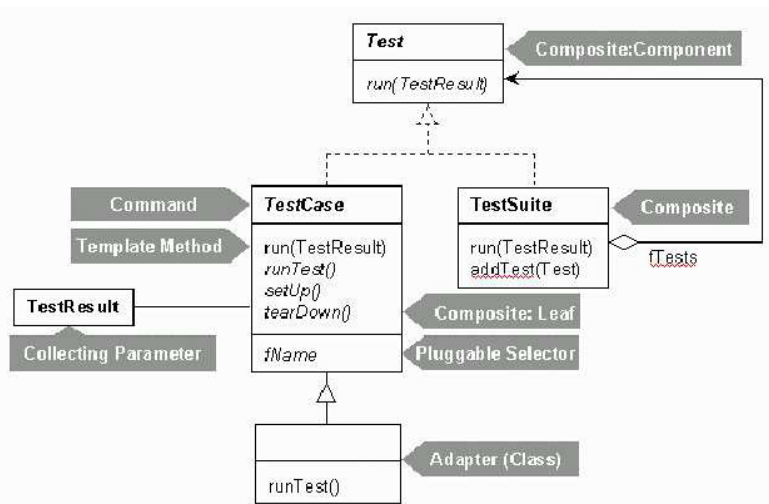 Test
Composite:Component
run(TestResult)
Command
TestCase
TestSuite
Composite
Template Method
run(TestResult)
runTest()
setUp()
tearDown()
run(TestResult)
addTest(Test)
fTests
TestResult
Composite: Leaf
Collecting Parameter
fName
Pluggable Selector
Adapter (Class)
runTest()